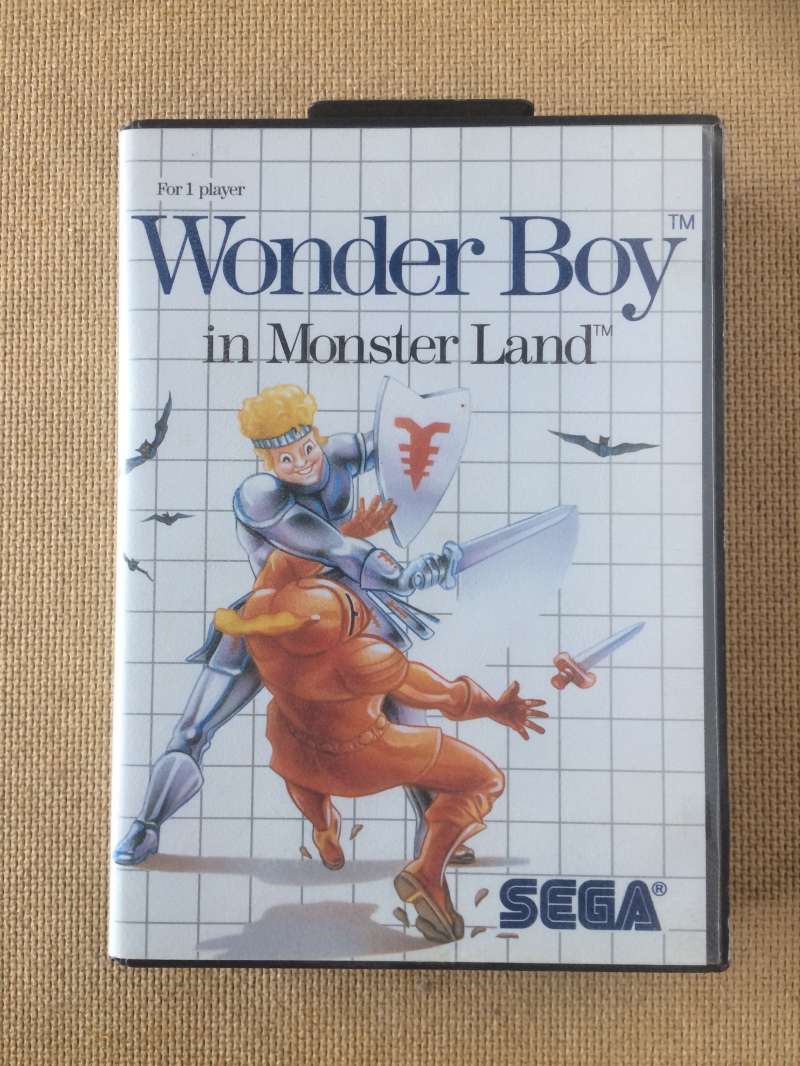 For 1 player
Wonder Boy™
in Monster Land™
SEGA®